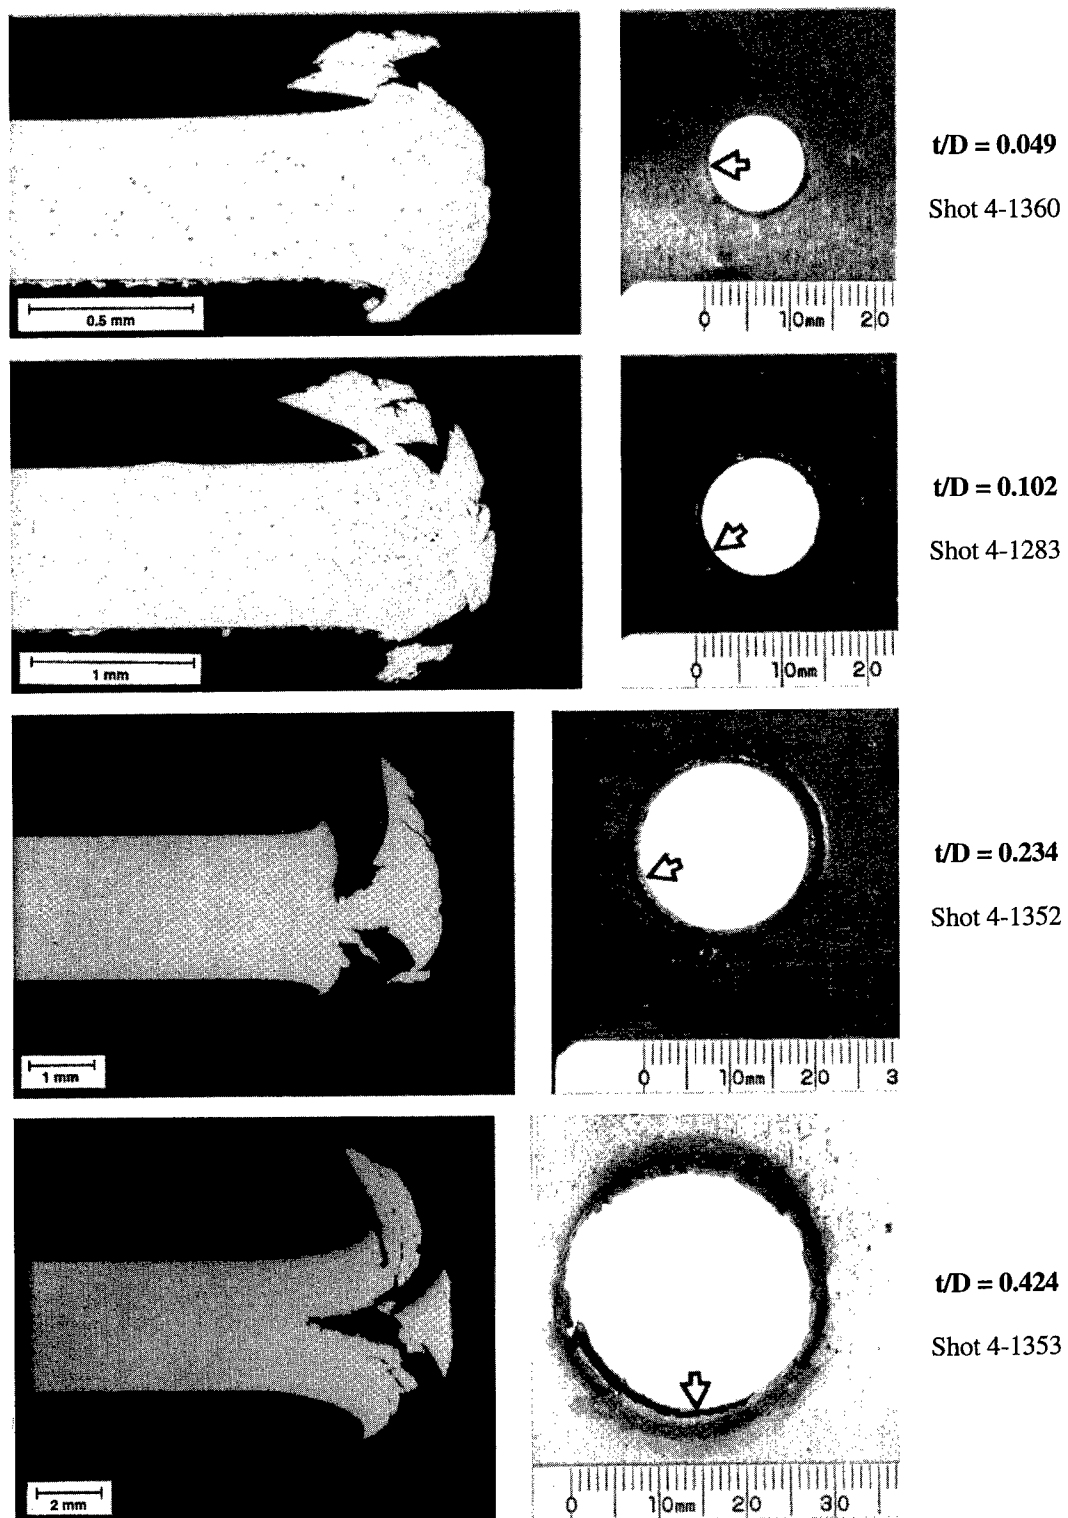 t/D = 0.049
Shot 4-1360
0.5 mm
0 10mm 20
t/D = 0.102
Shot 4-1283
1 mm
0 10mm 20
t/D = 0.234
Shot 4-1352
1 mm
0 10mm 20 3
t/D = 0.424
Shot 4-1353
2 mm
0 10mm 20 30